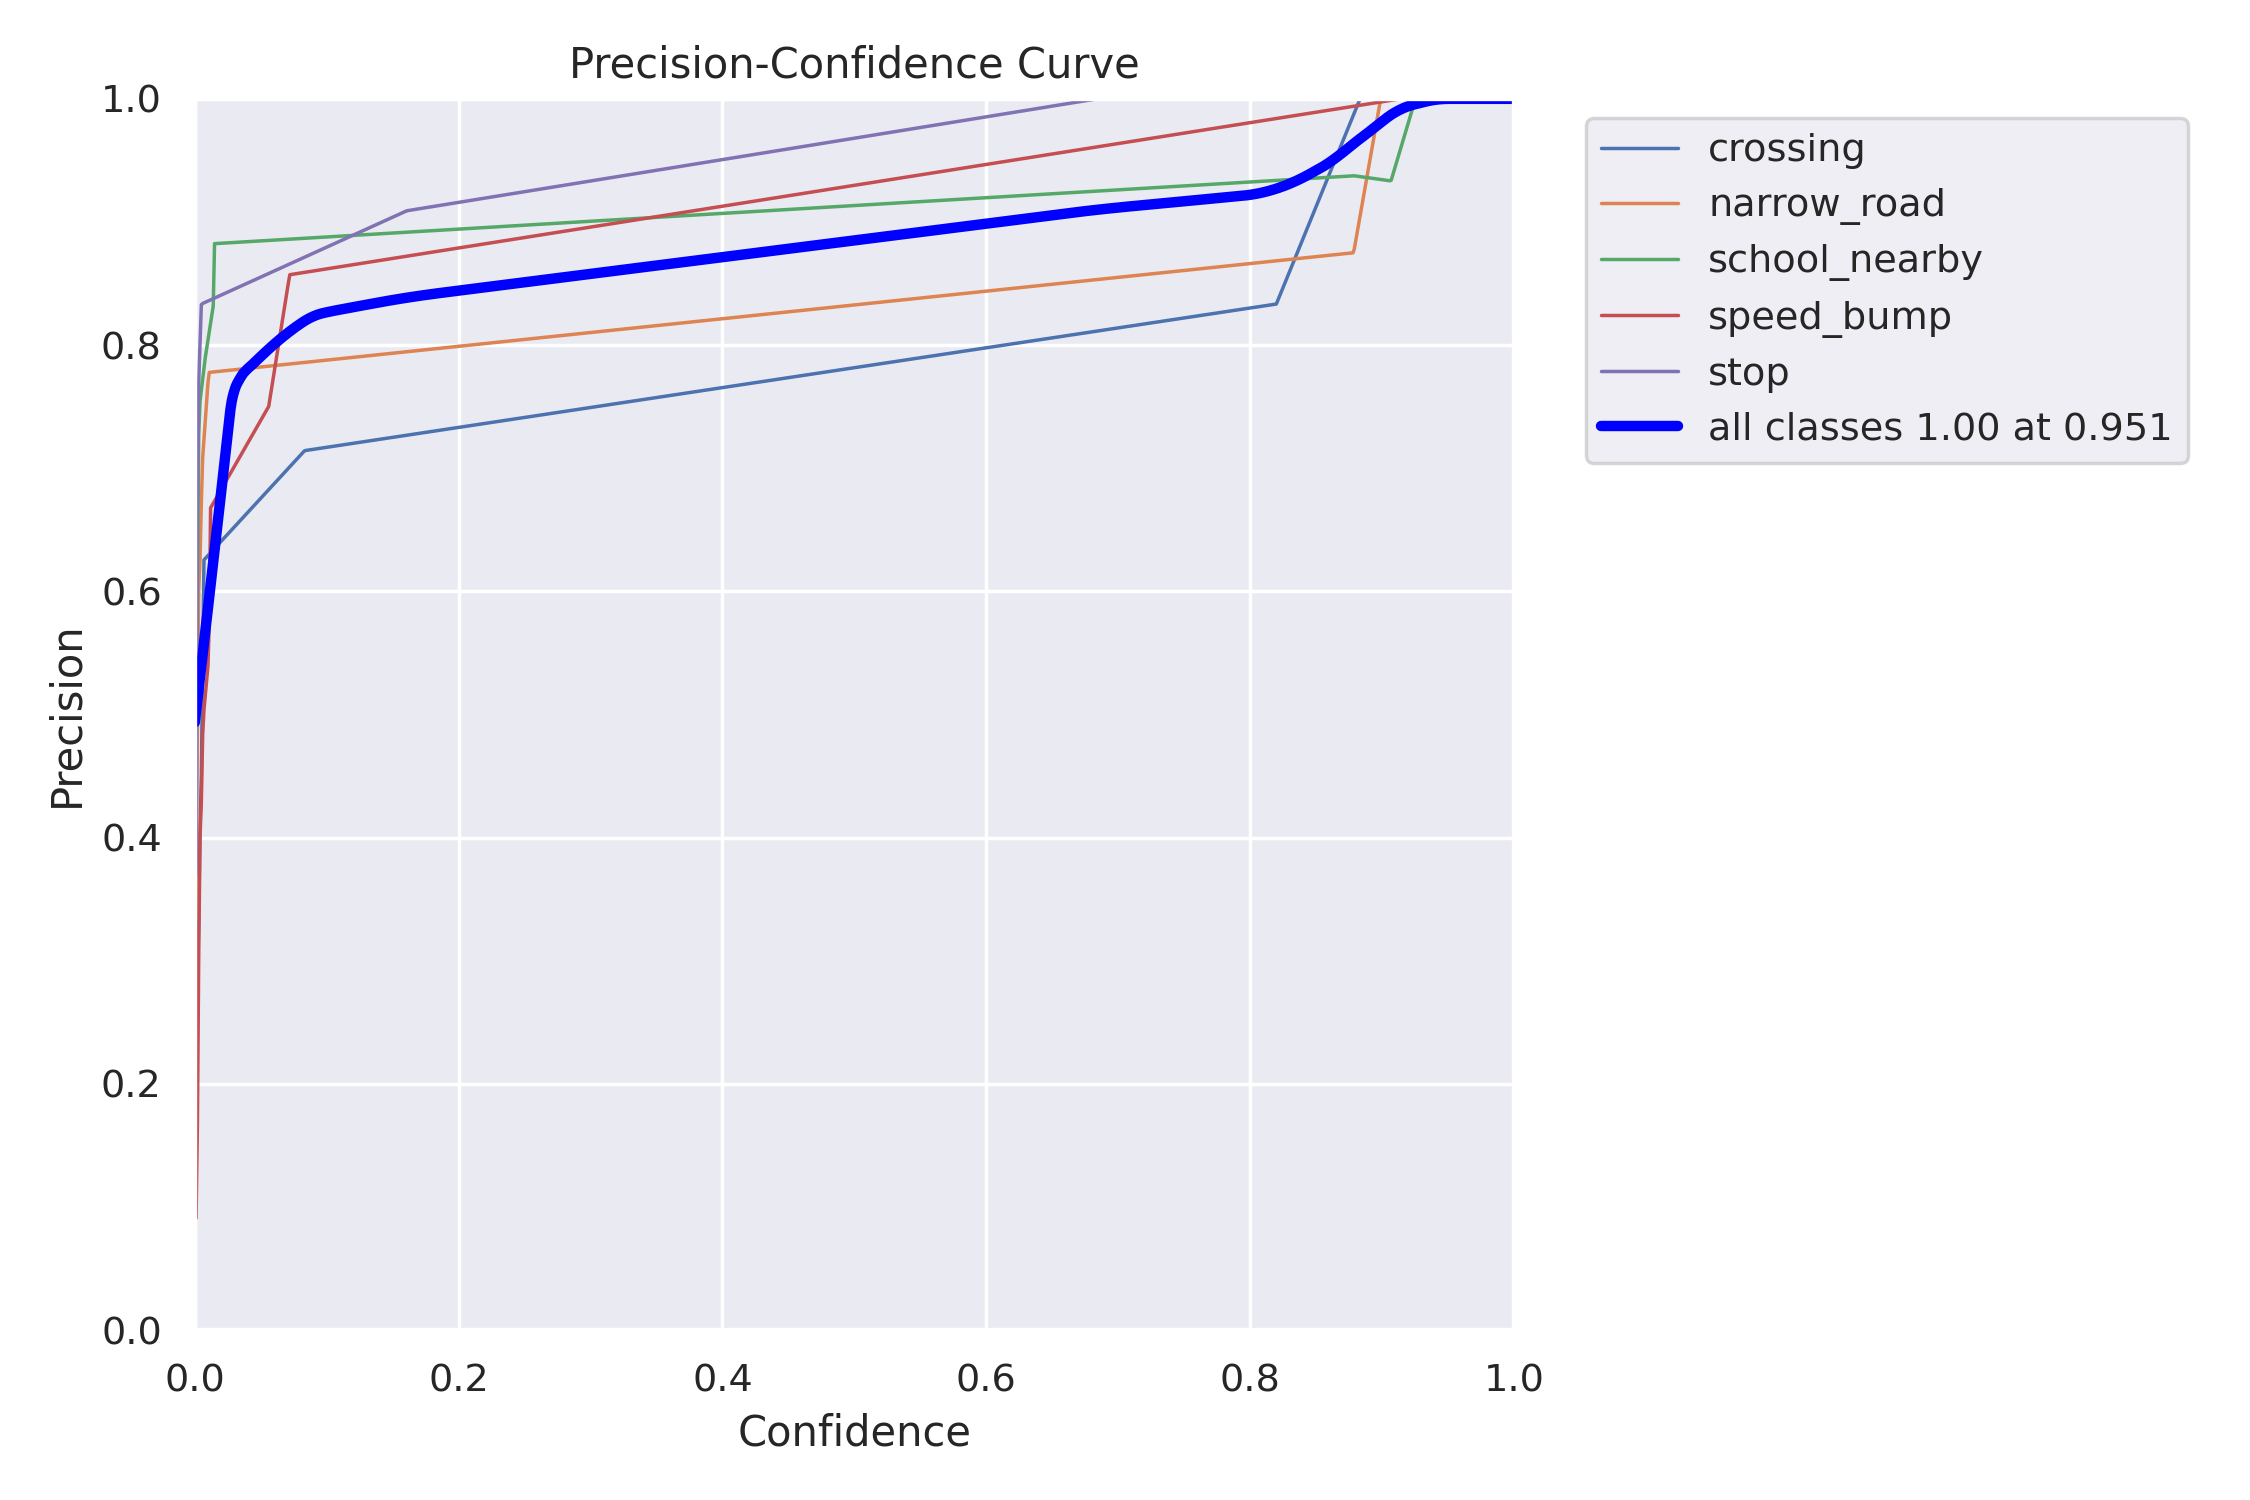 Precision-Confidence Curve
1.0
0.8
0.6
0.4
0.2
0.0
Precision
0.0 0.2 0.4 0.6 0.8 1.0
Confidence
crossing
narrow_road
school_nearby
speed_bump
stop
all classes 1.00 at 0.951